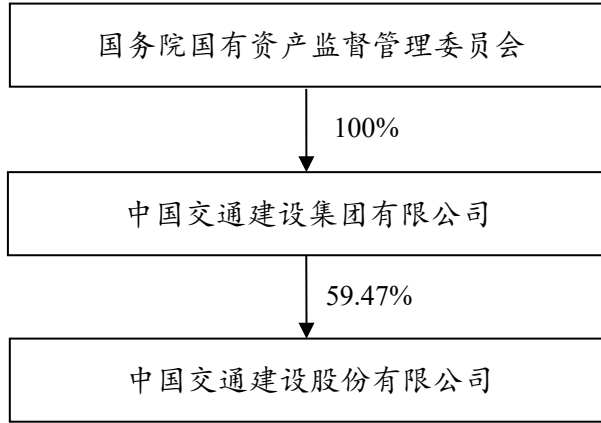 国务院国有资产监督管理委员会
100%
中国交通建设集团有限公司
59.47%
中国交通建设股份有限公司